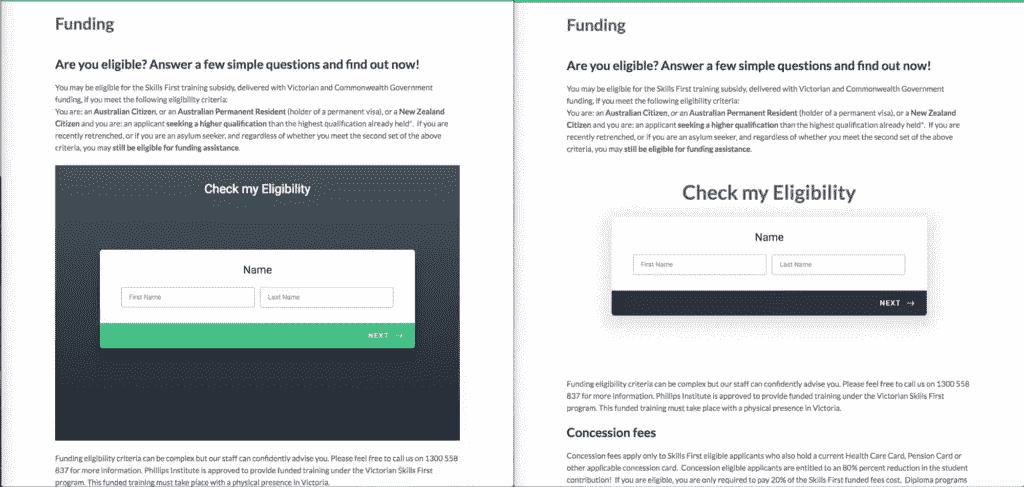 Funding
Are you eligible? Answer a few simple questions and find out now!
You may be eligible for the Skills First training subsidy, delivered with Victorian and Commonwealth Government
funding, if you meet the following eligibility criteria:
You are: an Australian Citizen, or an Australian Permanent Resident (holder of a permanent visa), or a New Zealand
Citizen and you are: an applicant seeking a higher qualification than the highest qualification already held*. If you are
recently retrenched, or if you are an asylum seeker, and regardless of whether you meet the second set of the above
criteria, you may still be eligible for funding assistance.
Check my Eligibility
Name
First Name
Last Name
NEXT →
Funding eligibility criteria can be complex but our staff can confidently advise you. Please feel free to call us on 1300 558
837 for more information. Phillips Institute is approved to provide funded training under the Victorian Skills First
program. This funded training must take place with a physical presence in Victoria.
Funding
Are you eligible? Answer a few simple questions and find out now!
You may be eligible for the Skills First training subsidy, delivered with Victorian and Commonwealth Government
funding, if you meet the following eligibility criteria:
You are: an Australian Citizen, or an Australian Permanent Resident (holder of a permanent visa), or a New Zealand
Citizen and you are: an applicant seeking a higher qualification than the highest qualification already held*. If you are
recently retrenched, or if you are an asylum seeker, and regardless of whether you meet the second set of the above
criteria, you may still be eligible for funding assistance.
Check my Eligibility
Name
First Name
Last Name
NEXT →
Funding eligibility criteria can be complex but our staff can confidently advise you. Please feel free to call us on 1300 558
837 for more information. Phillips Institute is approved to provide funded training under the Victorian Skills First
program. This funded training must take place with a physical presence in Victoria.
Concession fees
Concession fees apply only to Skills First eligible applicants who also hold a current Health Care Card, Pension Card or
other applicable concession card. Concession eligible applicants are entitled to an 80% percent reduction in the student
contribution! If you are eligible, you are only required to pay 20% of the Skills First funded fees cost. Diploma programs